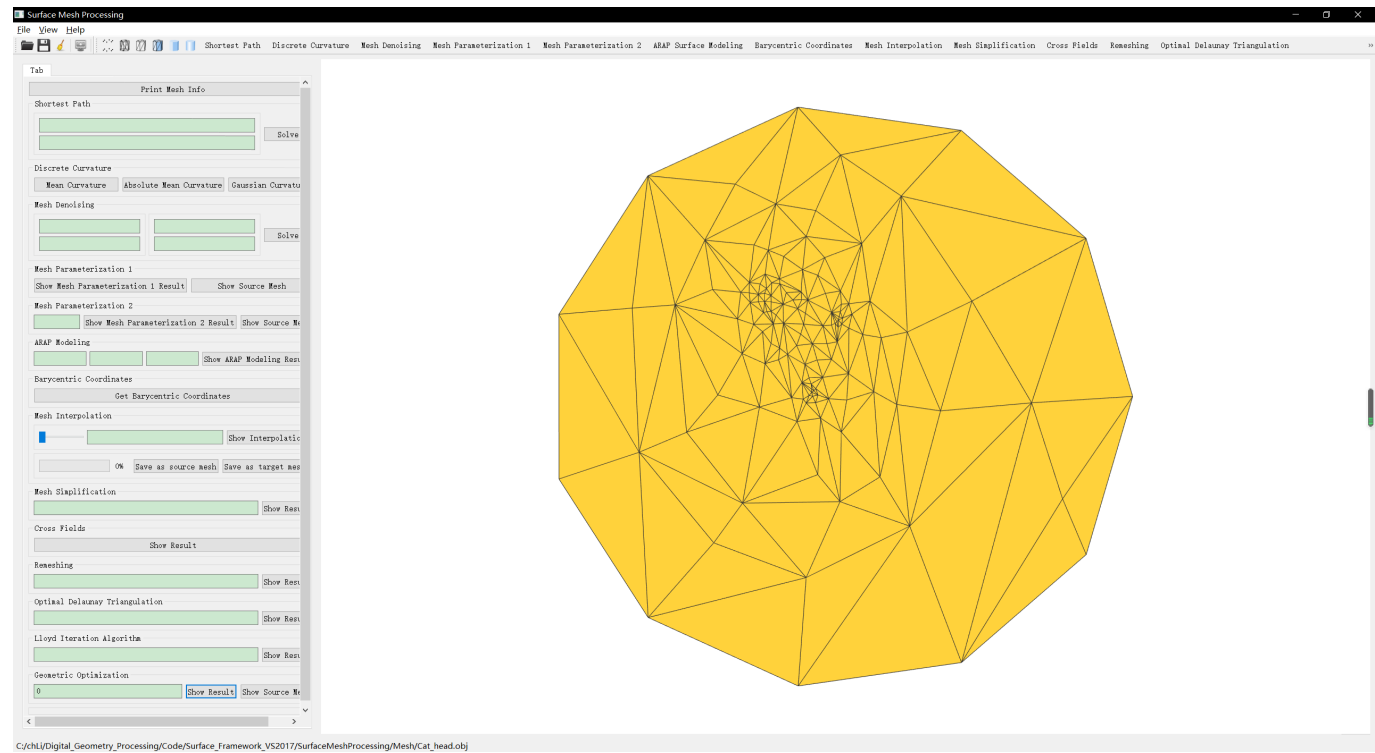 Surface Mesh Processing
File View Help
Shortest Path Discrete Curvature Mesh Denoising Mesh Parameterization 1 Mesh Parameterization 2 ARAP Surface Modeling Barycentric Coordinates Mesh Interpolation Mesh Simplification Cross Fields Remeshing Optimal Delaunay Triangulation
Tab
Print Mesh Info
Shortest Path
Solve
Discrete Curvature
Mean Curvature Absolute Mean Curvature Gaussian Curvatu
Mesh Denoising
Solve
Mesh Parameterization 1
Show Mesh Parameterization 1 Result Show Source Mesh
Mesh Parameterization 2
Show Mesh Parameterization 2 Result Show Source Me
ARAP Modeling
Show ARAP Modeling Resu
Barycentric Coordinates
Get Barycentric Coordinates
Mesh Interpolation
Show Interpolatic
0% Save as source mesh Save as target mes
Mesh Simplification
Show Resu
Cross Fields
Show Result
Remeshing
Show Resu
Optimal Delaunay Triangulation
Show Resu
Lloyd Iteration Algorithm
Show Resu
Geometric Optimization
0 Show Result Show Source Me
C:/chLi/Digital_Geometry_Processing/Code/Surface_Framework_VS2017/SurfaceMeshProcessing/Mesh/Cat_head.obj